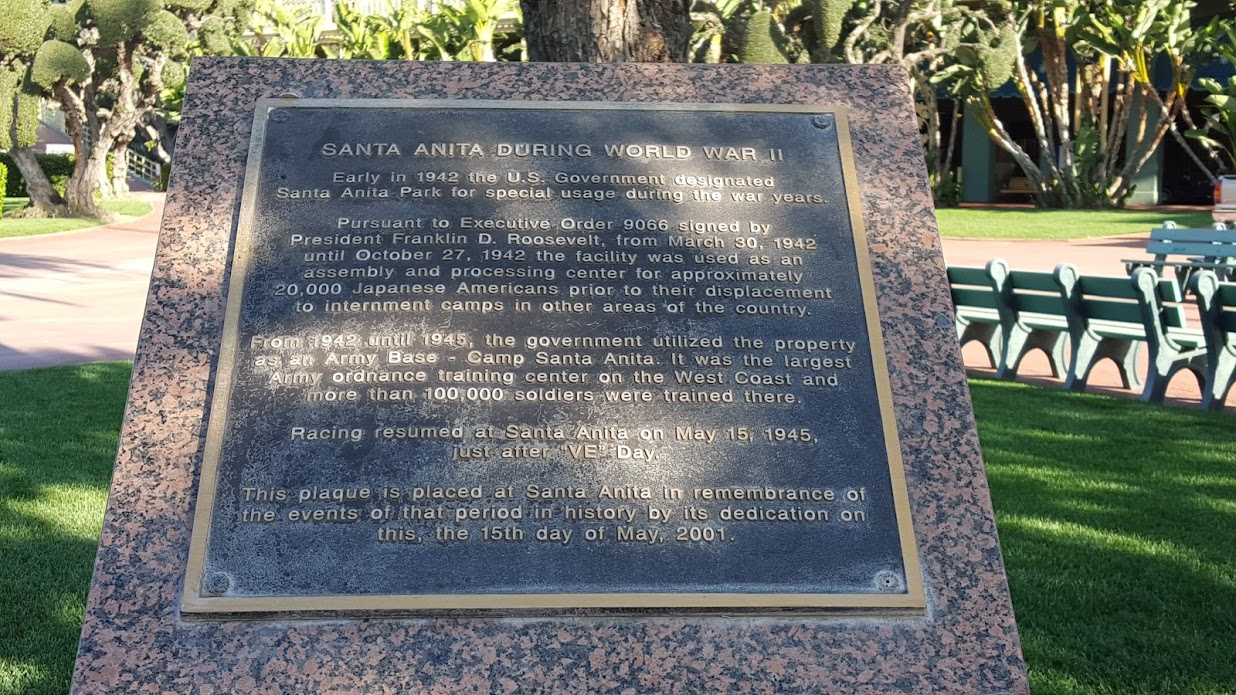 SANTA ANITA DURING WORLD WAR II
Early in 1942 the U.S. Government designated
Santa Anita Park for special usage during the war years.
Pursuant to Executive Order 9066 signed by
President Franklin D. Roosevelt, from March 30, 1942
until October 27, 1942 the facility was used as an
assembly and processing center for approximately
20,000 Japanese Americans prior to their displacement
to internment camps in other areas of the country.
From 1942 until 1945, the government utilized the property
as an Army Base - Camp Santa Anita. It was the largest
Army ordnance training center on the West Coast and
more than 100,000 soldiers were trained there.
Racing resumed at Santa Anita on May 15, 1945,
just after "VE" Day.
This plaque is placed at Santa Anita in remembrance of
the events of that period in history by its dedication on
this, the 15th day of May, 2001.